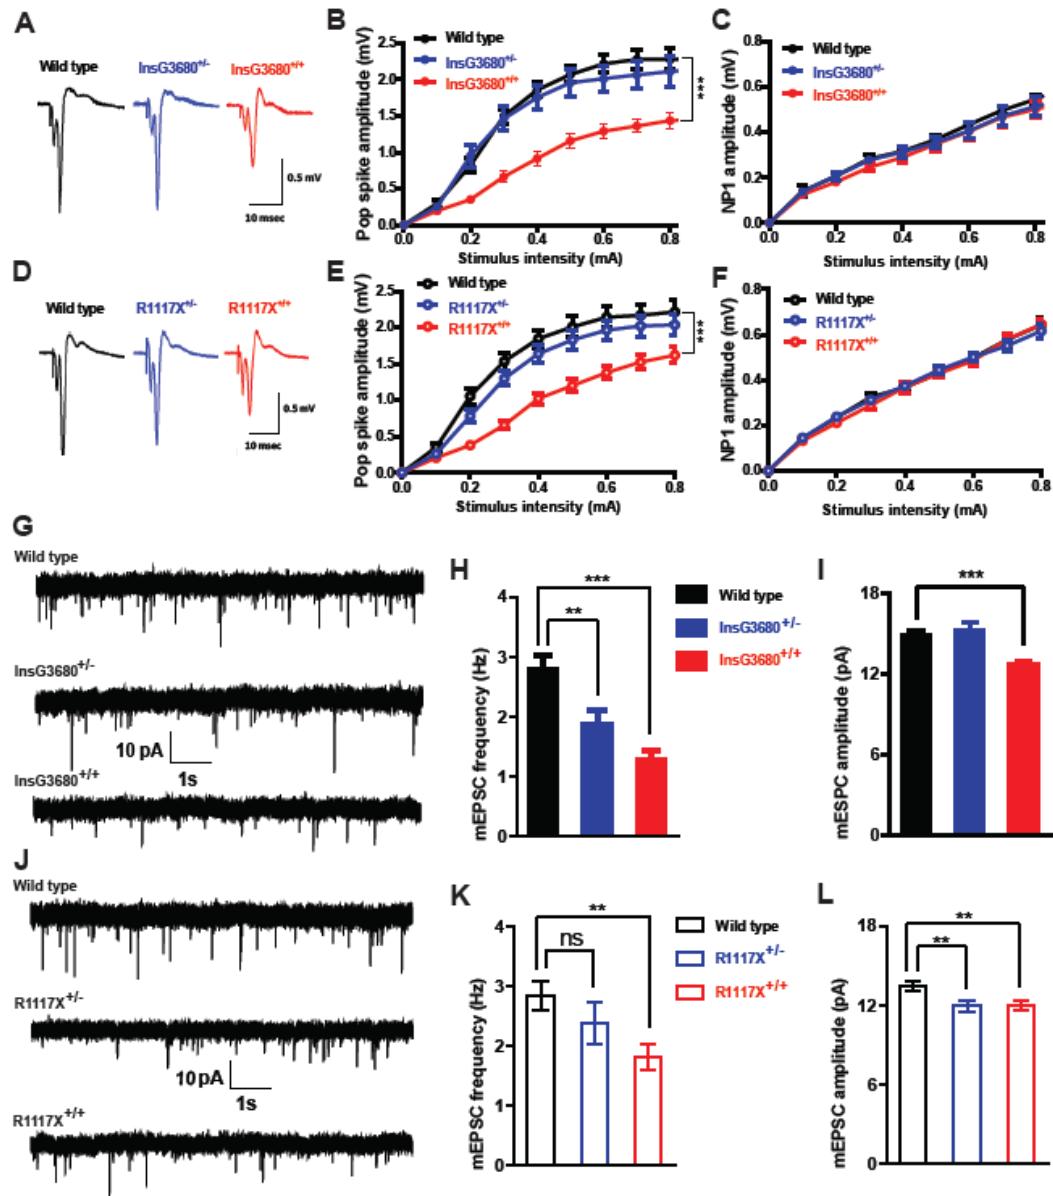 A
Wild type
InsG3680+/-
InsG3680+/+
0.5 mV
10 msec
B
Pop spike amplitude (mV)
2.5
2.0
1.5
1.0
0.5
0.0
Wild type
InsG3680+/-
InsG3680+/+
***
0.0 0.2 0.4 0.6 0.8
Stimulus intensity (mA)
C
NP1 amplitude (mV)
0.8
0.6
0.4
0.2
0.0
Wild type
InsG3680+/-
InsG3680+/+
0.0 0.2 0.4 0.6 0.8
Stimulus intensity (mA)
D
Wild type
R1117X+/-
R1117X+/+
0.5 mV
10 msec
E
Pop spike amplitude (mV)
2.5
2.0
1.5
1.0
0.5
0.0
Wild type
R1117X+/-
R1117X+/+
***
0.0 0.2 0.4 0.6 0.8
Stimulus intensity (mA)
F
NP1 amplitude (mV)
0.8
0.6
0.4
0.2
0.0
Wild type
R1117X+/-
R1117X+/+
0.0 0.2 0.4 0.6 0.8
Stimulus intensity (mA)
G
Wild type
InsG3680+/-
10 pA
1s
InsG3680+/+
H
mEPSC frequency (Hz)
4
3
2
1
0
***
**
Wild type
InsG3680+/-
InsG3680+/+
I
mESPC amplitude (pA)
18
12
6
0
***
J
Wild type
R1117X+/-
10 pA
1s
R1117X+/+
K
mEPSC frequency (Hz)
4
3
2
1
0
**
ns
Wild type
R1117X+/-
R1117X+/+
L
mEPSC amplitude (pA)
18
12
6
0
**
**